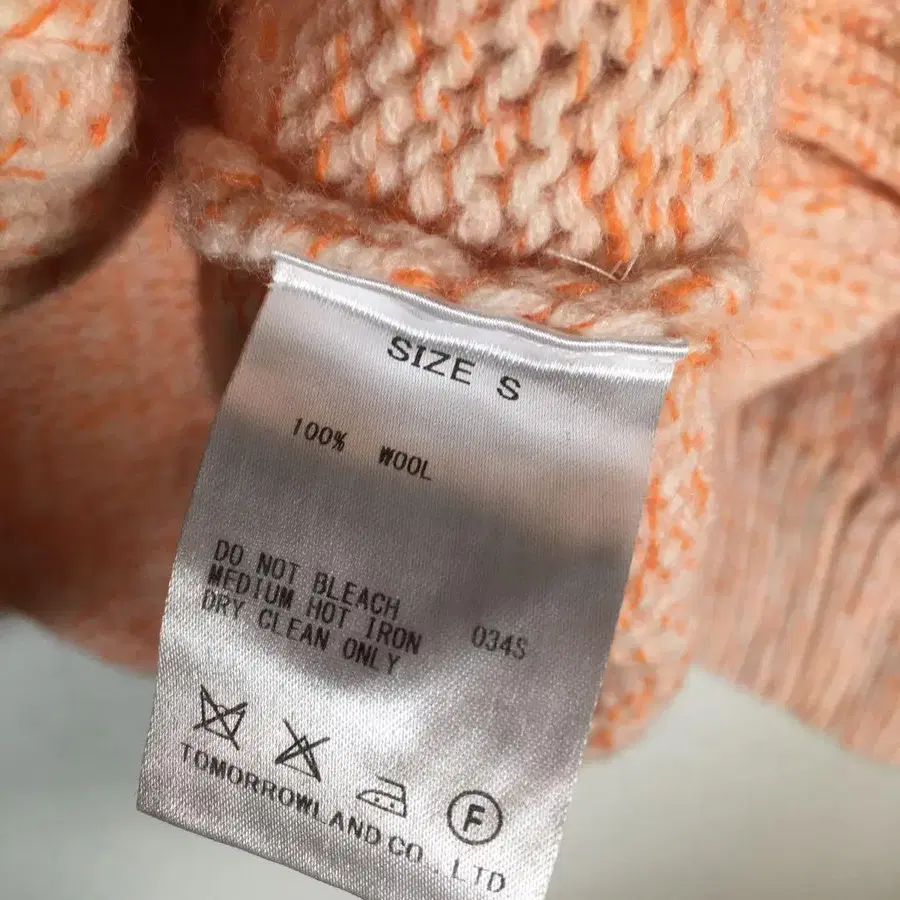 SIZE S
100% WOOL
DO NOT BLEACH
MEDIUM HOT IRON 034S
DRY CLEAN ONLY
F
TOMORROWLAND CO., LTD